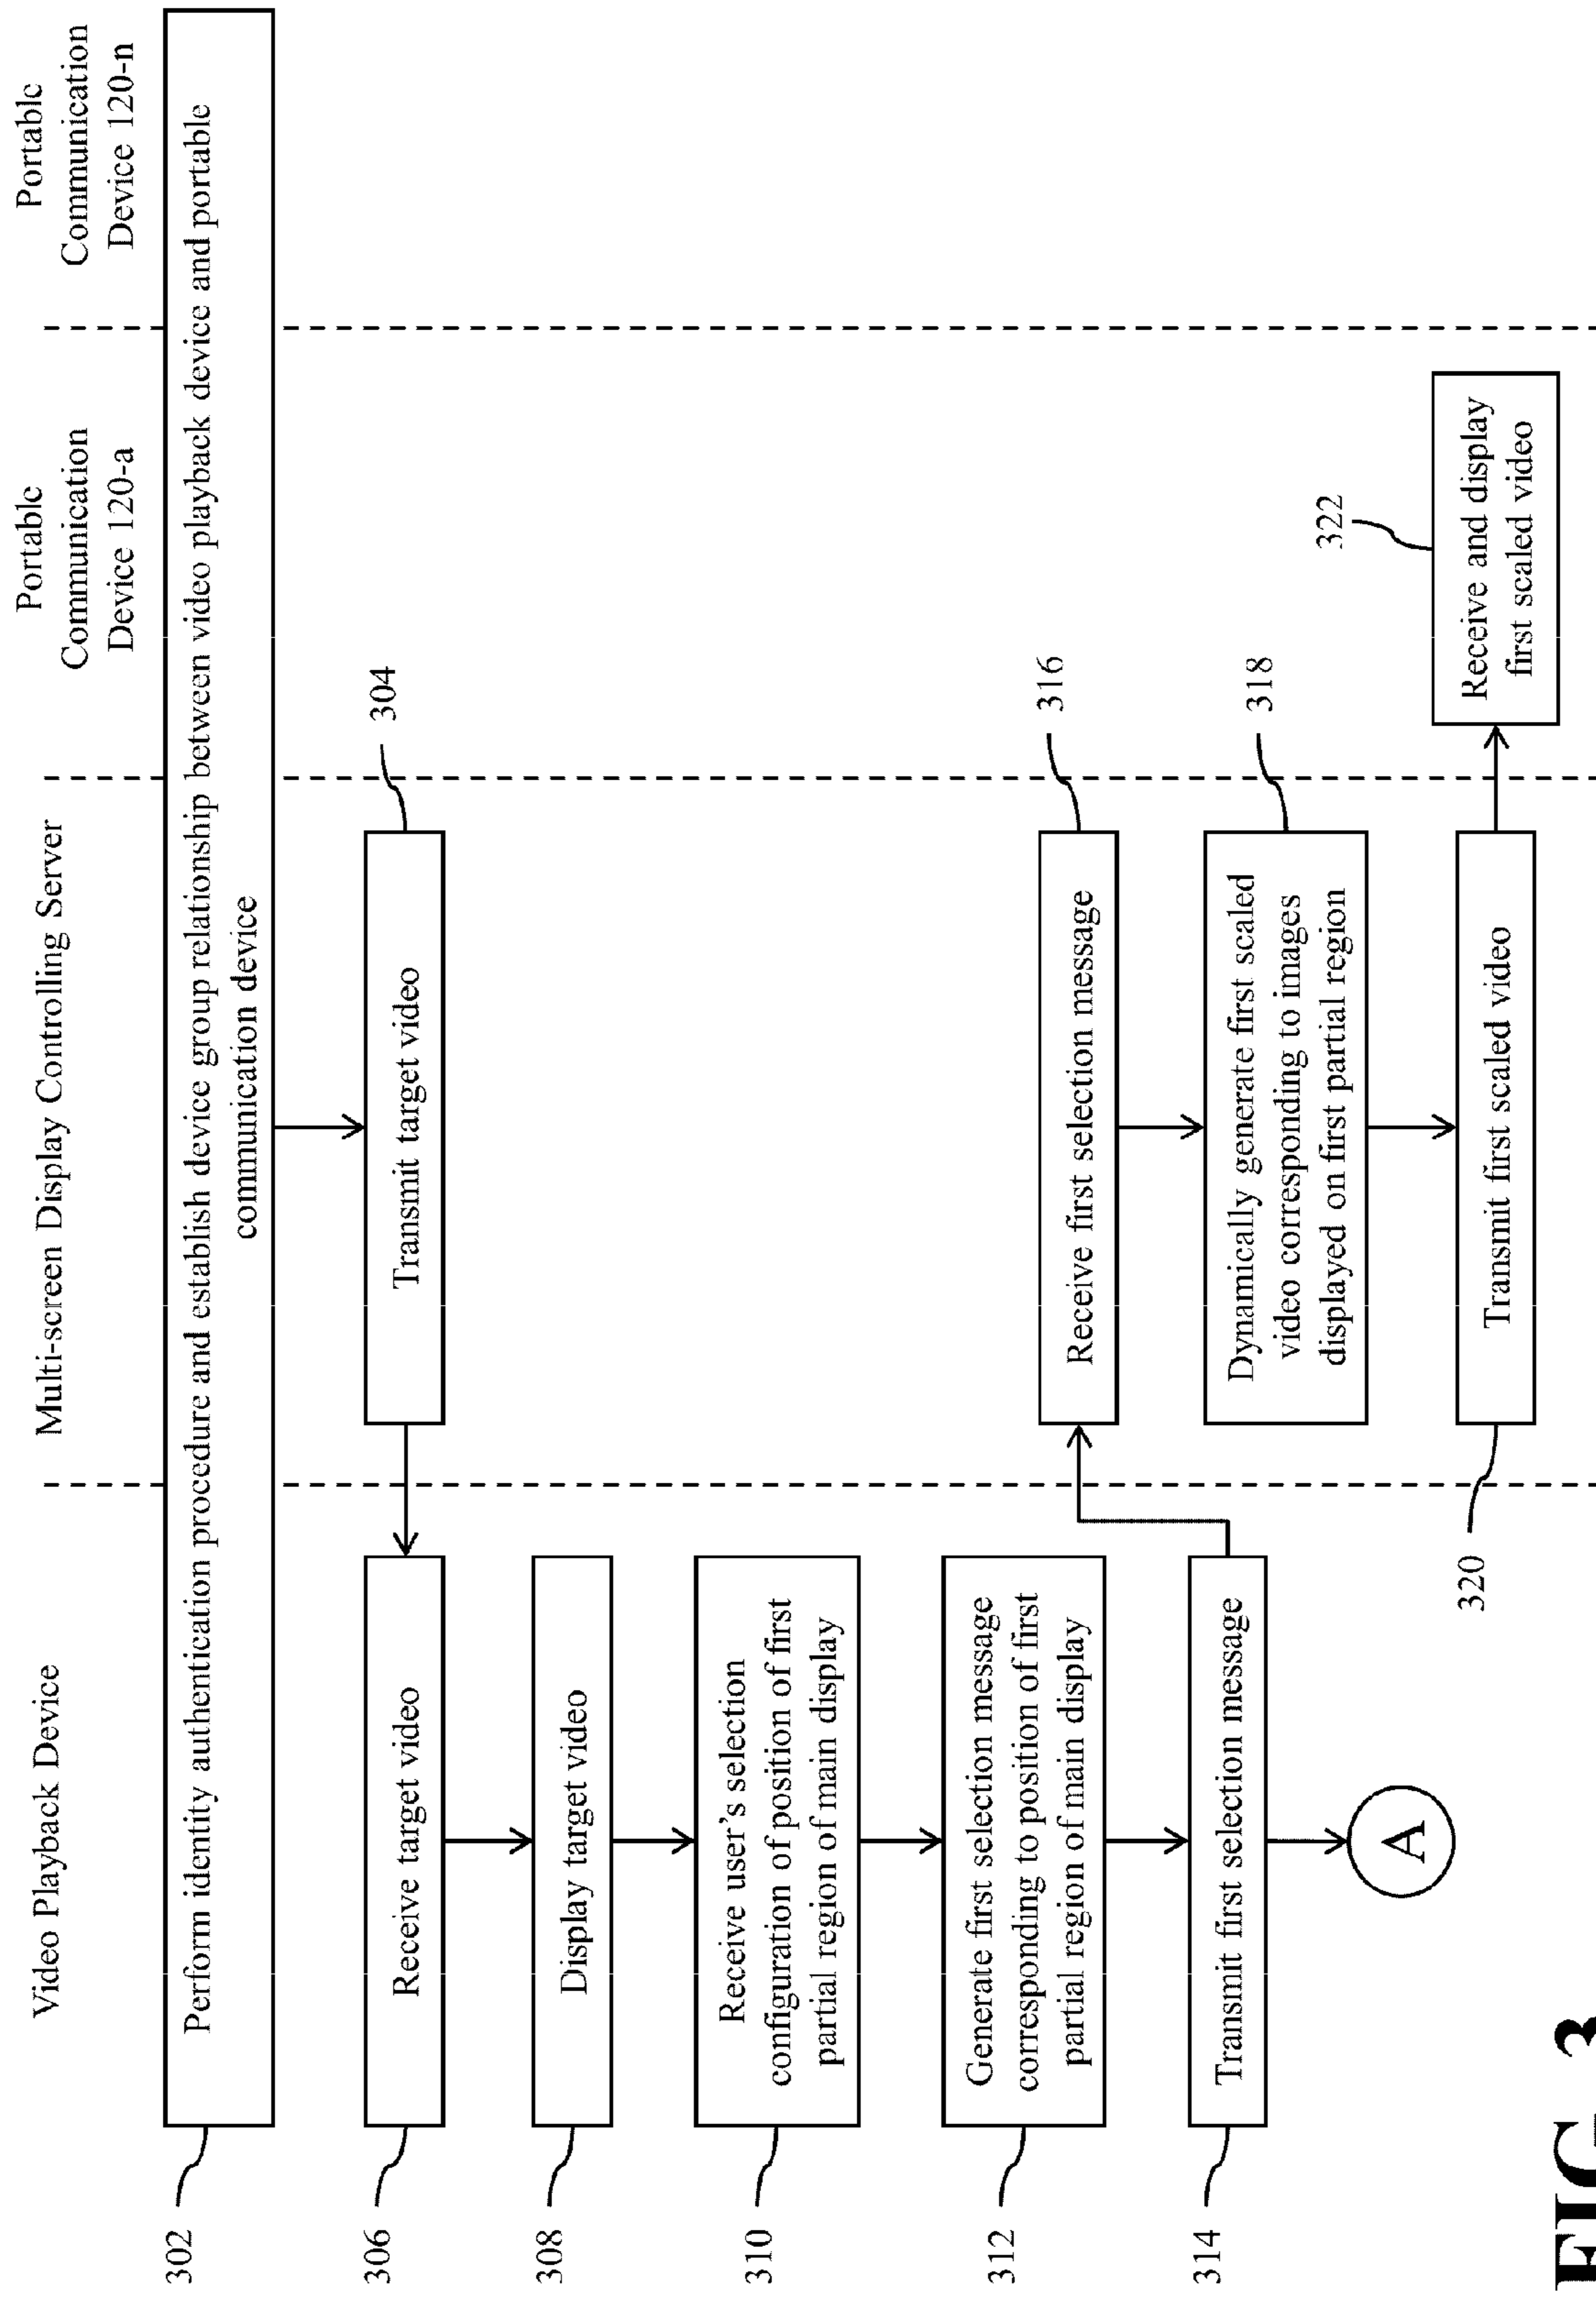 Video Playback Device
Multi-screen Display Controlling Server
Portable
Communication
Device 120-a
Portable
Communication
Device 120-n
302
Perform identity authentication procedure and establish device group relationship between video playback device and portable
communication device
304
Transmit target video
306
Receive target video
308
Display target video
310
Receive user's selection
configuration of position of first
partial region of main display
312
Generate first selection message
corresponding to position of first
partial region of main display
314
Transmit first selection message
A
316
Receive first selection message
318
Dynamically generate first scaled
video corresponding to images
displayed on first partial region
320
Transmit first scaled video
322
Receive and display
first scaled video
FIG. 3